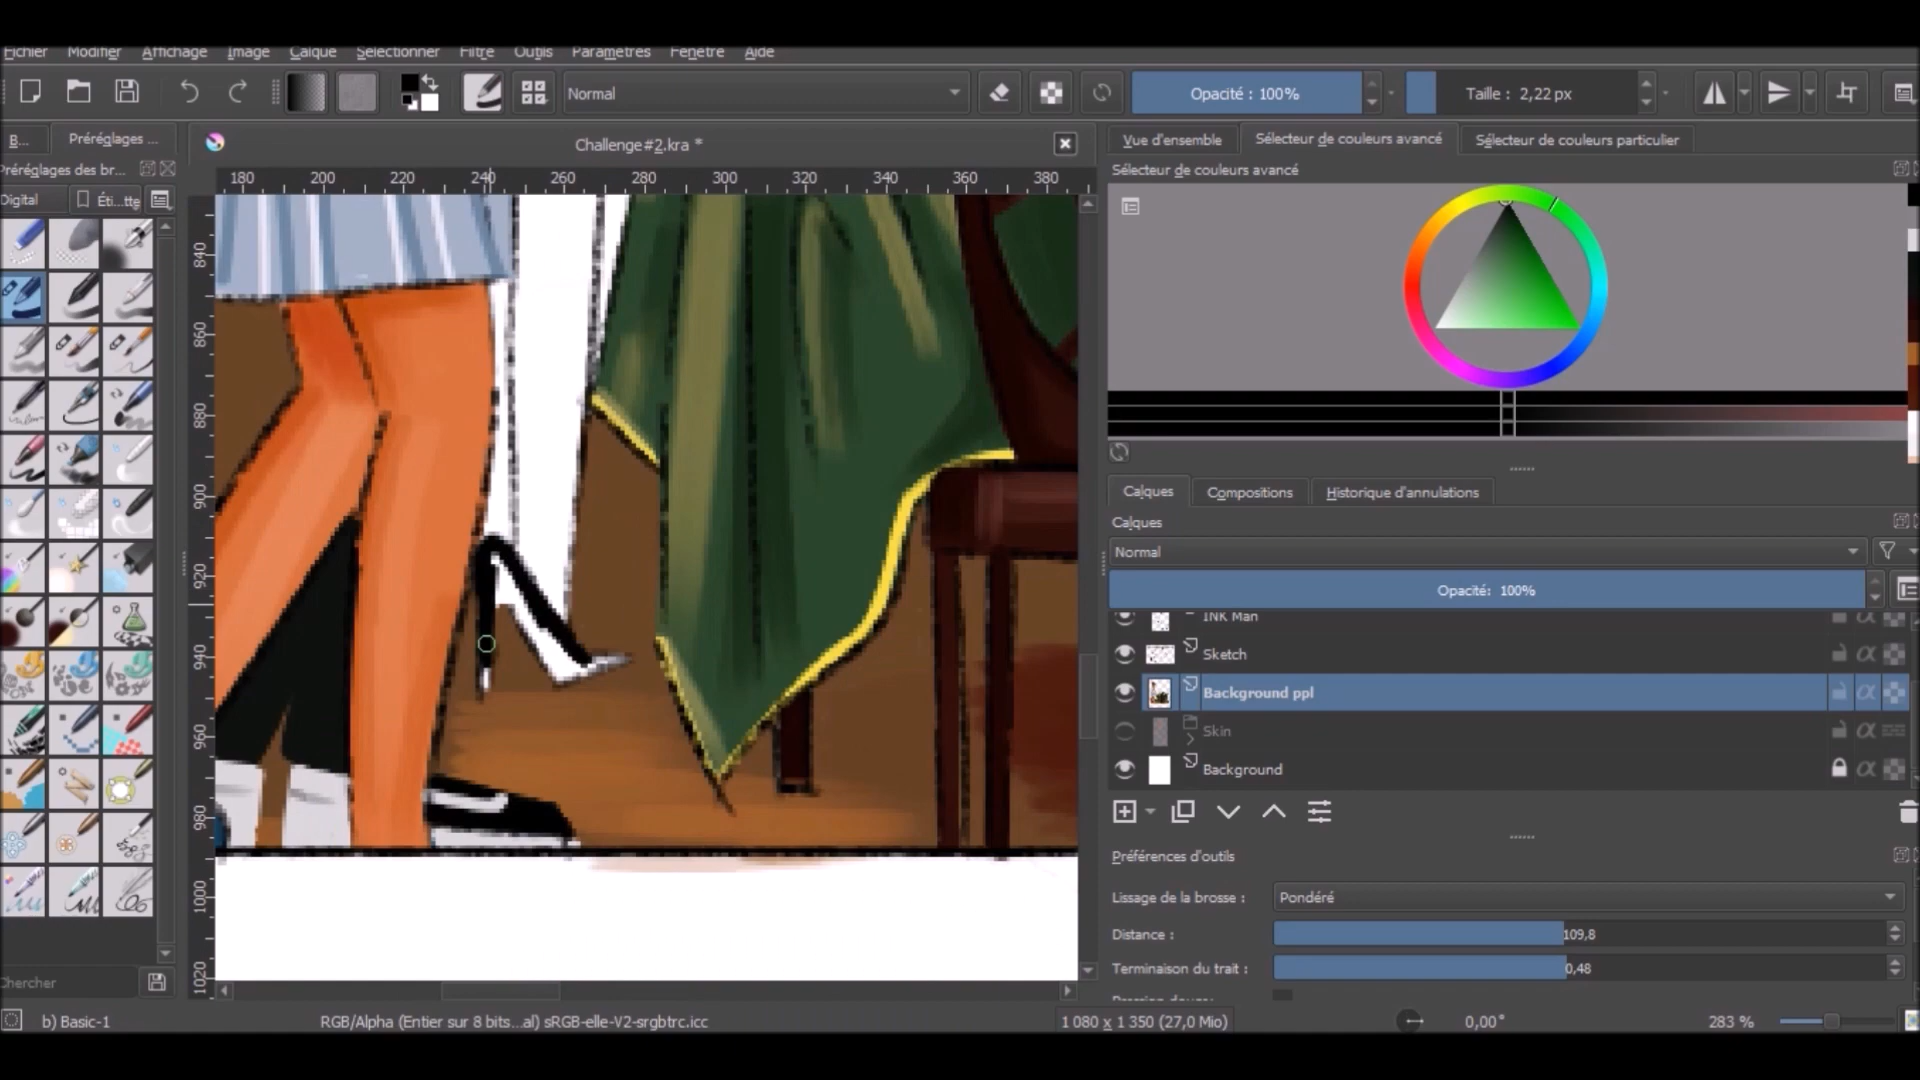 Fichier Modifier Affichage Image Calque Sélectionner Filtre Outils Paramètres Fenêtre Aide
Normal
Opacité : 100%
Taille : 2,22 px
B... Préréglages ...
Challenge#2.kra *
Vue d'ensemble Sélecteur de couleurs avancé Sélecteur de couleurs particulier
Préréglages des br...
Sélecteur de couleurs avancé
180 200 220 240 260 280 300 320 340 360 380
Digital Éti...tte
840
860
880
900
920
940
960
980
1000
1020
Calques Compositions Historique d'annulations
Calques
Normal
Opacité: 100%
INK Man
Sketch
Background ppl
Skin
Background
Préférences d'outils
Lissage de la brosse : Pondéré
Distance : 109,8
Terminaison du trait : 0,48
Chercher
b) Basic-1
RGB/Alpha (Entier sur 8 bits...al) sRGB-elle-V2-srgbtrc.icc
1 080 x 1 350 (27,0 Mio)
0,00°
283 %